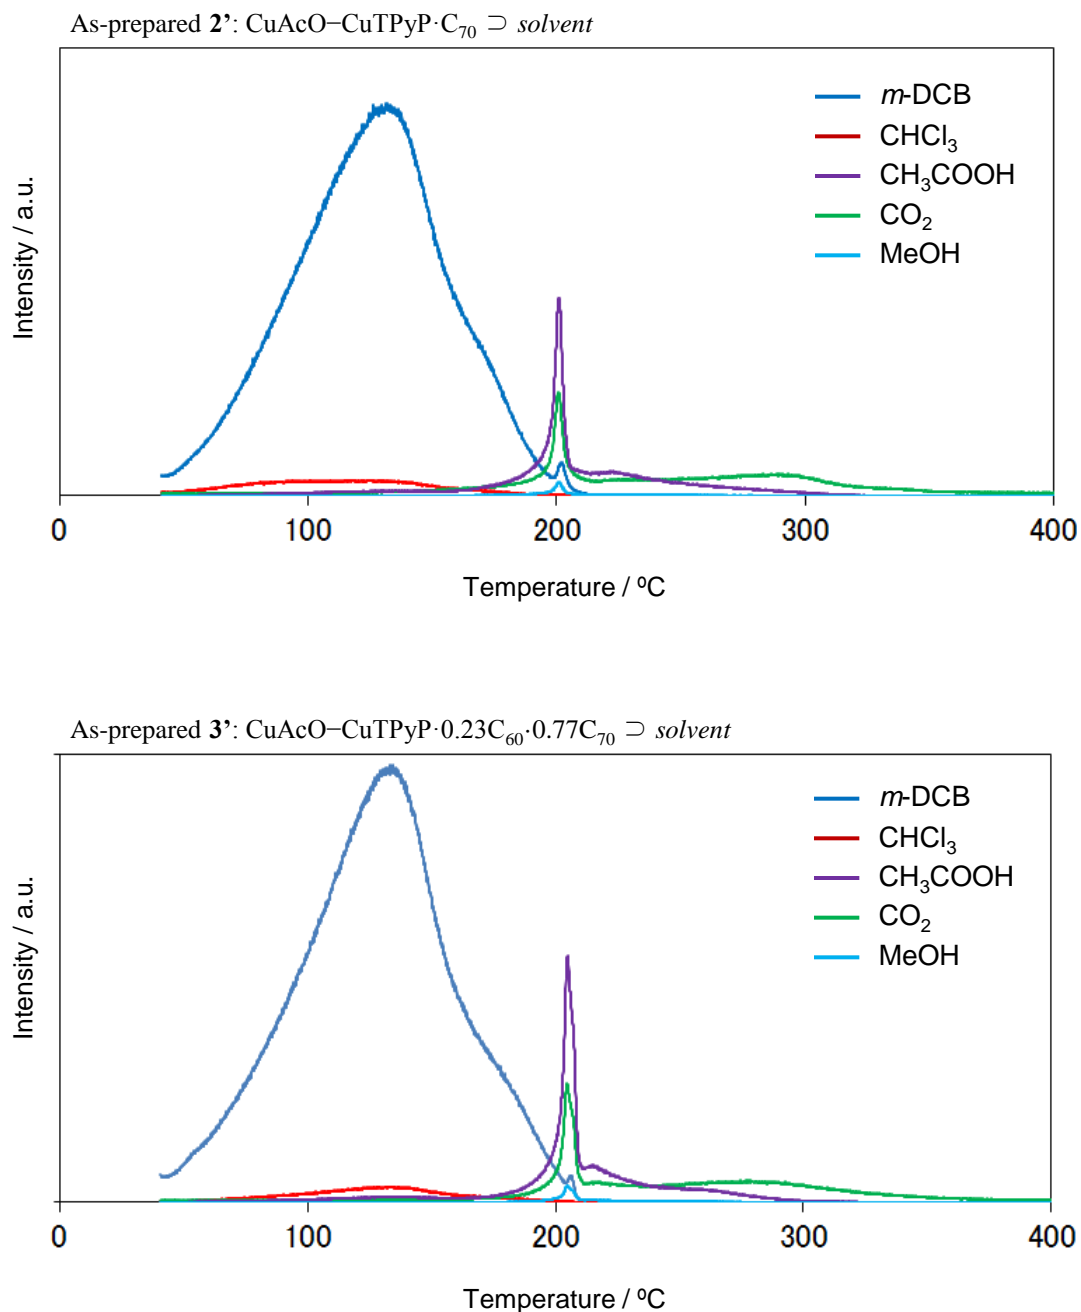 As-prepared 2’: CuAcO−CuTPyP·C70 ⊃ solvent
m-DCB
CHCl3
CH3COOH
CO2
MeOH
Intensity / a.u.
0 100 200 300 400
Temperature / ºC
As-prepared 3’: CuAcO−CuTPyP·0.23C60·0.77C70 ⊃ solvent
m-DCB
CHCl3
CH3COOH
CO2
MeOH
Intensity / a.u.
0 100 200 300 400
Temperature / ºC